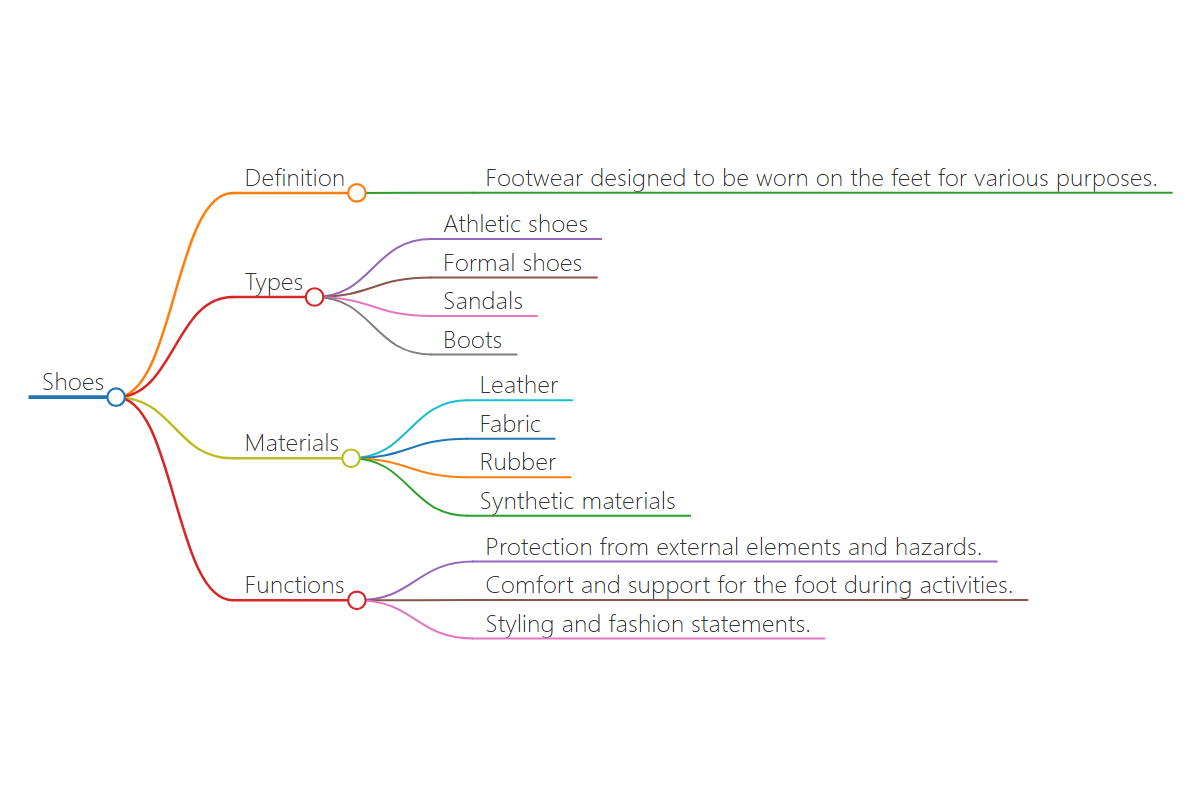 Shoes
Definition
Footwear designed to be worn on the feet for various purposes.
Types
Athletic shoes
Formal shoes
Sandals
Boots
Materials
Leather
Fabric
Rubber
Synthetic materials
Functions
Protection from external elements and hazards.
Comfort and support for the foot during activities.
Styling and fashion statements.